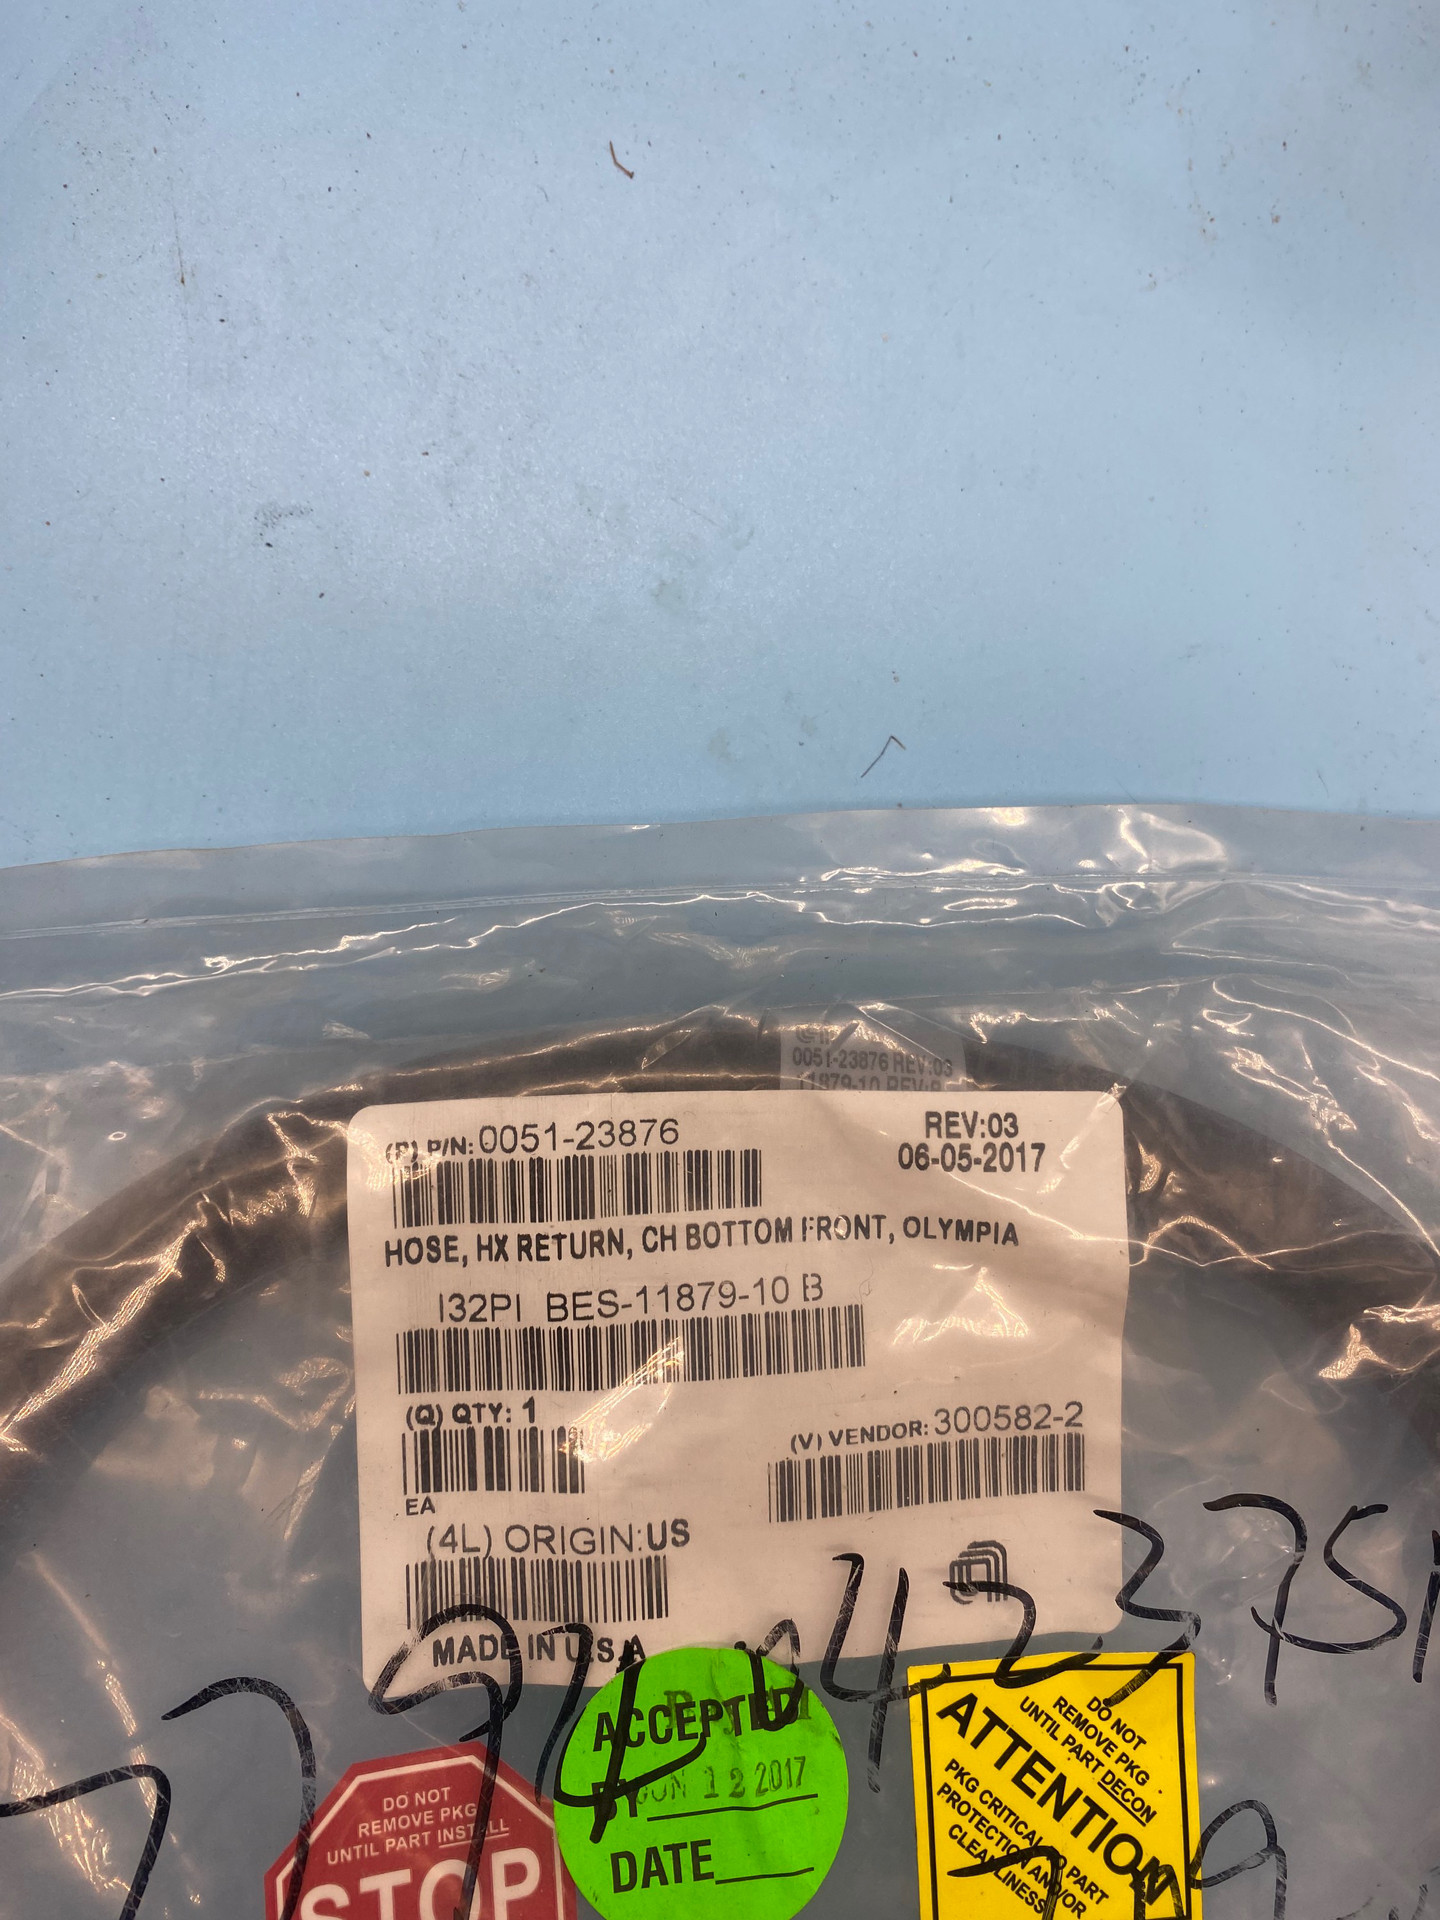 0051-23876 REV:03
11879-10 REV:B
(P) P/N: 0051-23876
REV:03
06-05-2017
HOSE, HX RETURN, CH BOTTOM FRONT, OLYMPIA
I32PI BES-11879-10 B
(Q) QTY: 1
EA
(V) VENDOR: 300582-2
(4L) ORIGIN:US
MADE IN U.S.A
ACCEPTED
BY JUN 12 2017
DATE
DO NOT
REMOVE PKG
UNTIL PART INSTALL
STOP
DO NOT
REMOVE PKG
UNTIL PART DECON
ATTENTION
PKG CRITICAL TO PART
PROTECTION AND/OR
CLEANLINESS